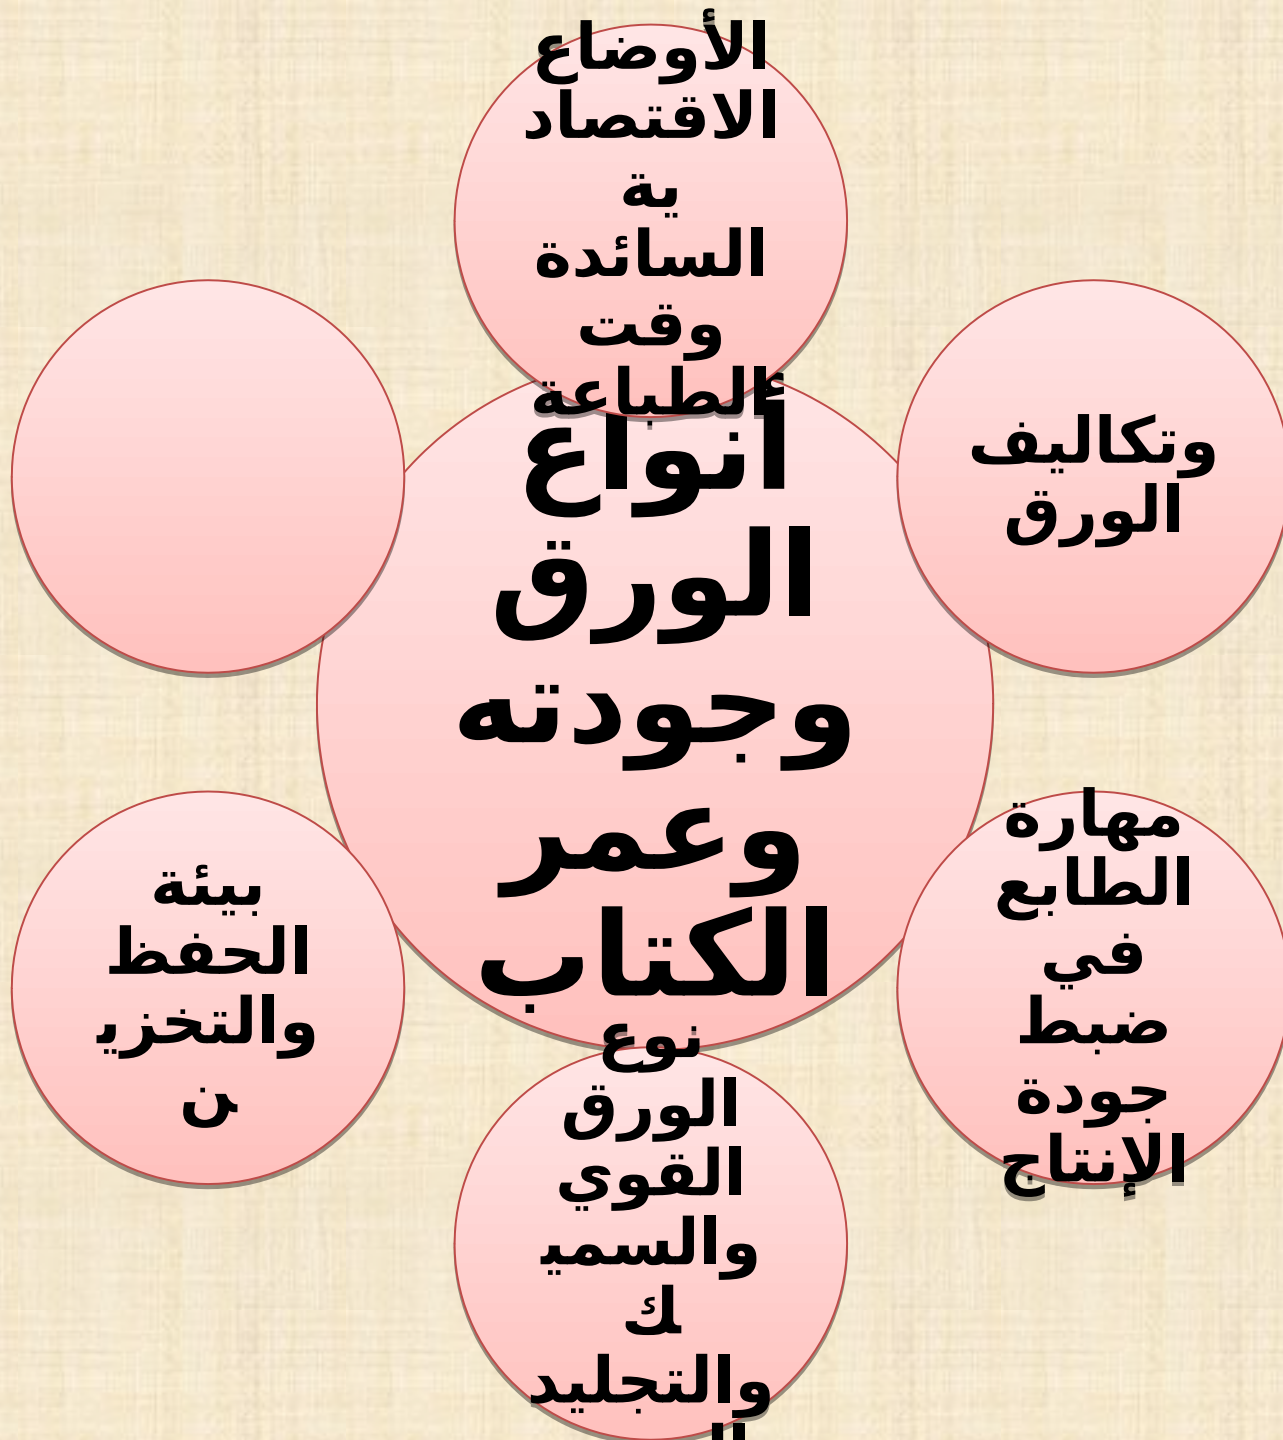 الأوضاع
الاقتصاد
ية
السائدة
وقت
الطباعة
وتكاليف
الورق
أنواع
الورق
وجودته
وعمر
الكتاب
مهارة
الطابع
في
ضبط
جودة
الإنتاج
بيئة
الحفظ
والتخزي
ن
نوع
الورق
القوي
والسمي
ك
والتجليد